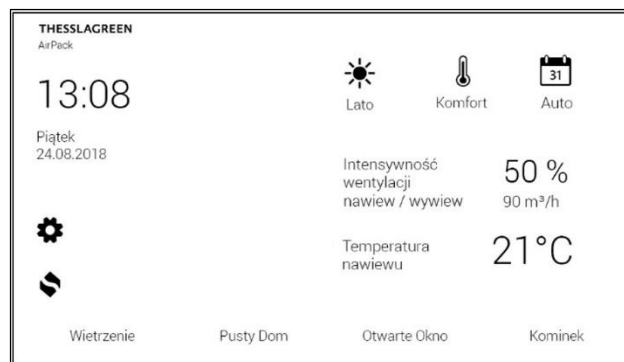 THESSLAGREEN
AirPack
13:08
Piątek
24.08.2018
Lato
Komfort
31
Auto
Intensywność
wentylacji
nawiew / wywiew
50 %
90 m³/h
Temperatura
nawiewu
21°C
Wietrzenie Pusty Dom Otwarte Okno Kominek